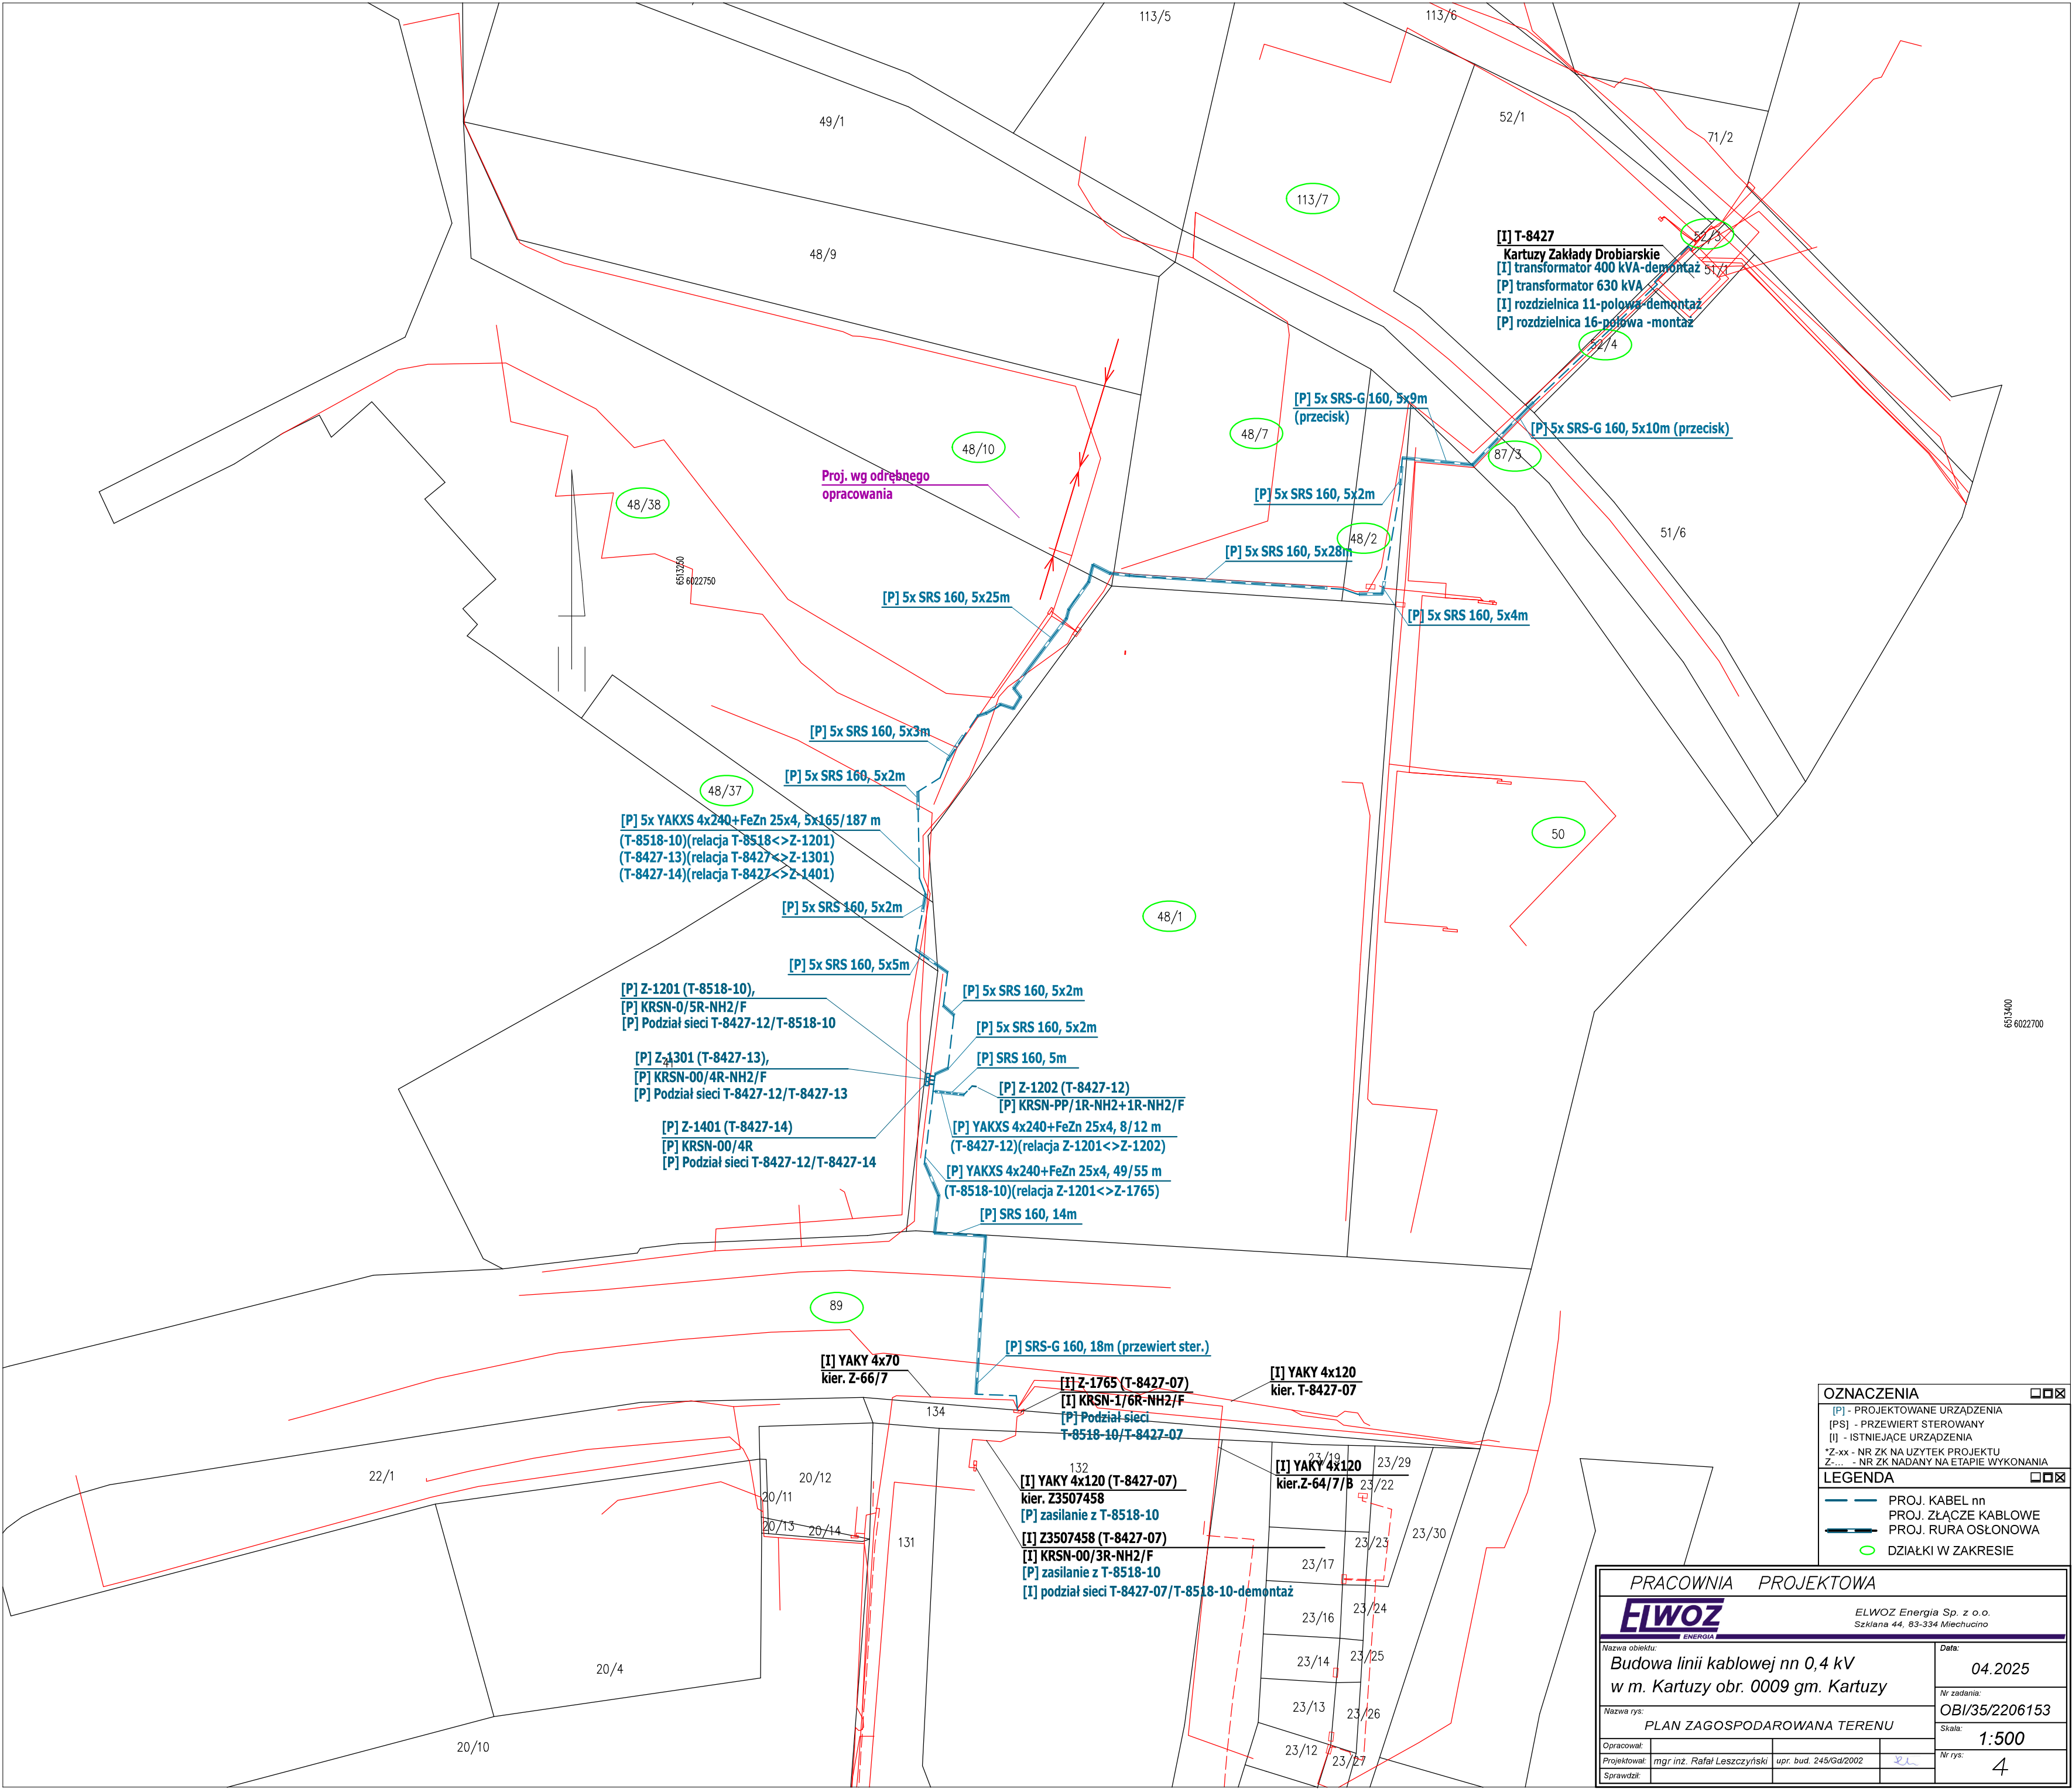 113/5
113/6
49/1
52/1
71/2
113/7
48/9
52/3
51/1
[I] T-8427
Kartuzy Zakłady Drobiarskie
[I] transformator 400 kVA-demontaż
[P] transformator 630 kVA
[I] rozdzielnica 11-polowa-demontaż
[P] rozdzielnica 16-polowa -montaż
52/4
[P] 5x SRS-G 160, 5x9m
(przecisk)
[P] 5x SRS-G 160, 5x10m (przecisk)
48/7
48/10
87/3
Proj. wg odrębnego
opracowania
[P] 5x SRS 160, 5x2m
48/38
51/6
48/2
[P] 5x SRS 160, 5x28m
6513250
6022750
[P] 5x SRS 160, 5x25m
[P] 5x SRS 160, 5x4m
[P] 5x SRS 160, 5x3m
[P] 5x SRS 160, 5x2m
48/37
[P] 5x YAKXS 4x240+FeZn 25x4, 5x165/187 m
(T-8518-10)(relacja T-8518<>Z-1201)
(T-8427-13)(relacja T-8427<>Z-1301)
(T-8427-14)(relacja T-8427<>Z-1401)
50
[P] 5x SRS 160, 5x2m
48/1
[P] 5x SRS 160, 5x5m
[P] Z-1201 (T-8518-10),
[P] KRSN-0/5R-NH2/F
[P] Podział sieci T-8427-12/T-8518-10
[P] 5x SRS 160, 5x2m
6513400
6022700
[P] 5x SRS 160, 5x2m
[P] Z-1301 (T-8427-13),
41
[P] KRSN-00/4R-NH2/F
[P] Podział sieci T-8427-12/T-8427-13
[P] SRS 160, 5m
[P] Z-1202 (T-8427-12)
[P] KRSN-PP/1R-NH2+1R-NH2/F
[P] Z-1401 (T-8427-14)
[P] KRSN-00/4R
[P] Podział sieci T-8427-12/T-8427-14
[P] YAKXS 4x240+FeZn 25x4, 8/12 m
(T-8427-12)(relacja Z-1201<>Z-1202)
[P] YAKXS 4x240+FeZn 25x4, 49/55 m
(T-8518-10)(relacja Z-1201<>Z-1765)
[P] SRS 160, 14m
89
[P] SRS-G 160, 18m (przewiert ster.)
[I] YAKY 4x70
kier. Z-66/7
[I] Z-1765 (T-8427-07)
[I] KRSN-1/6R-NH2/F
[P] Podział sieci
T-8518-10/T-8427-07
[I] YAKY 4x120
kier. T-8427-07
134
132
[I] YAKY 4x120 (T-8427-07)
kier. Z3507458
[P] zasilanie z T-8518-10
[I] YAKY 4x120
kier.Z-64/7/B
[I] Z3507458 (T-8427-07)
[I] KRSN-00/3R-NH2/F
[P] zasilanie z T-8518-10
[I] podział sieci T-8427-07/T-8518-10-demontaż
22/1
20/12
20/11
20/13
20/14
131
20/4
20/10
23/19
23/29
23/22
23/23
23/30
23/17
23/16
23/24
23/14
23/25
23/13
23/26
23/12
23/27
OZNACZENIA
[P] - PROJEKTOWANE URZĄDZENIA
[PS] - PRZEWIERT STEROWANY
[I] - ISTNIEJĄCE URZĄDZENIA
*Z-xx - NR ZK NA UZYTEK PROJEKTU
Z-... - NR ZK NADANY NA ETAPIE WYKONANIA
LEGENDA
PROJ. KABEL nn
PROJ. ZŁĄCZE KABLOWE
PROJ. RURA OSŁONOWA
DZIAŁKI W ZAKRESIE
PRACOWNIA PROJEKTOWA
ELWOZ
ENERGIA
ELWOZ Energia Sp. z o.o.
Szklana 44, 83-334 Miechucino
Nazwa obiektu:
Budowa linii kablowej nn 0,4 kV
w m. Kartuzy obr. 0009 gm. Kartuzy
Data:
04.2025
Nr zadania:
OBI/35/2206153
Nazwa rys:
PLAN ZAGOSPODAROWANA TERENU
Skala:
1:500
Opracował:
Projektował: mgr inż. Rafał Leszczyński upr. bud. 245/Gd/2002
Sprawdził:
Nr rys:
4